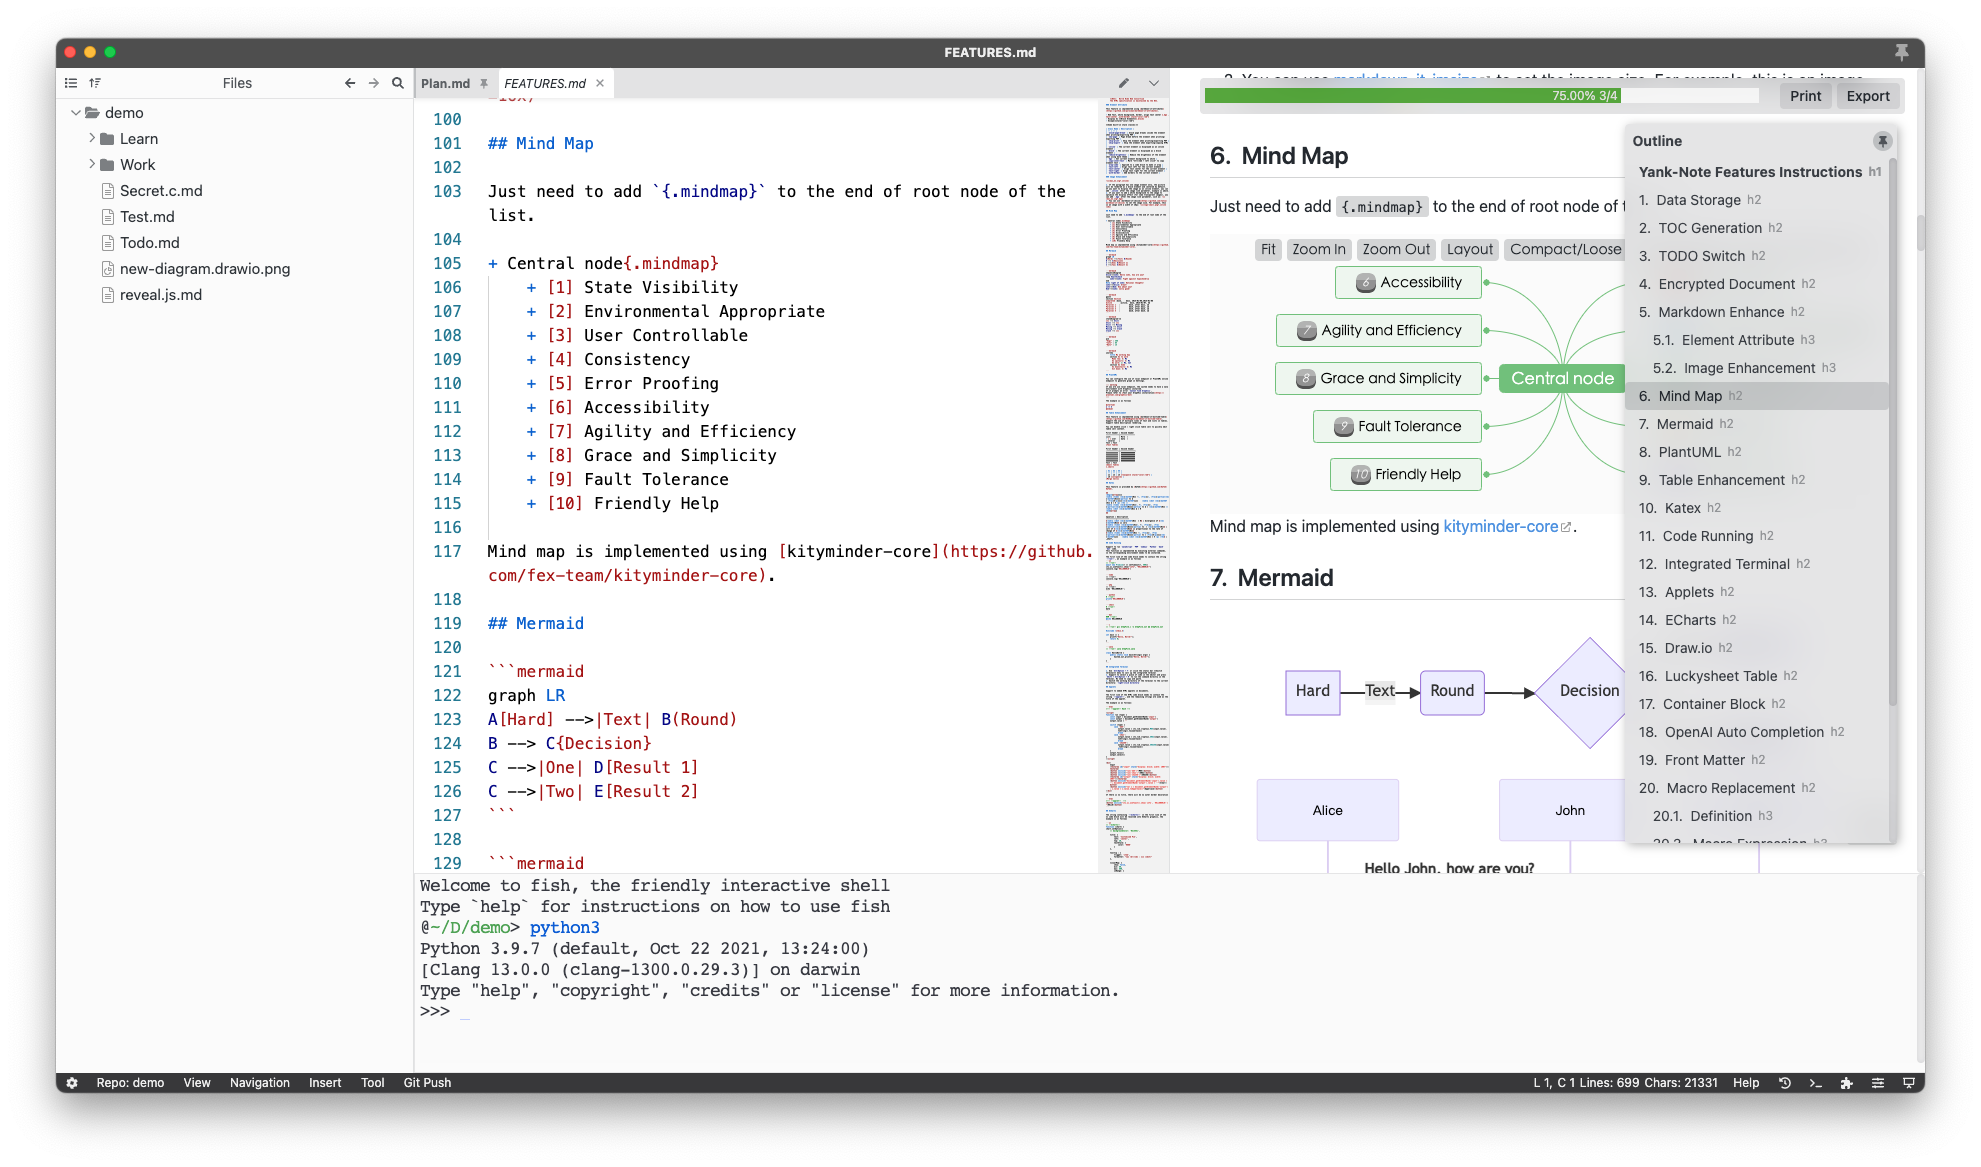 FEATURES.md
Files
demo
Learn
Work
Secret.c.md
Test.md
Todo.md
new-diagram.drawio.png
reveal.js.md
Plan.md
FEATURES.md
100
101 ## Mind Map
102
103 Just need to add `{.mindmap}` to the end of root node of the
list.
104
105 + Central node{.mindmap}
106 + [1] State Visibility
107 + [2] Environmental Appropriate
108 + [3] User Controllable
109 + [4] Consistency
110 + [5] Error Proofing
111 + [6] Accessibility
112 + [7] Agility and Efficiency
113 + [8] Grace and Simplicity
114 + [9] Fault Tolerance
115 + [10] Friendly Help
116
117 Mind map is implemented using [kityminder-core](https://github.
com/fex-team/kityminder-core).
118
119 ## Mermaid
120
121 ```mermaid
122 graph LR
123 A[Hard] -->|Text| B(Round)
124 B --> C{Decision}
125 C -->|One| D[Result 1]
126 C -->|Two| E[Result 2]
127 ```
128
129 ```mermaid
75.00% 3/4
Print
Export
6. Mind Map
Just need to add {.mindmap} to the end of root node of
Fit
Zoom In
Zoom Out
Layout
Compact/Loose
6 Accessibility
7 Agility and Efficiency
8 Grace and Simplicity
9 Fault Tolerance
10 Friendly Help
Central node
Mind map is implemented using kityminder-core.
7. Mermaid
Hard
Text
Round
Decision
Alice
John
Hello John, how are you?
Outline
Yank-Note Features Instructions h1
1. Data Storage h2
2. TOC Generation h2
3. TODO Switch h2
4. Encrypted Document h2
5. Markdown Enhance h2
5.1. Element Attribute h3
5.2. Image Enhancement h3
6. Mind Map h2
7. Mermaid h2
8. PlantUML h2
9. Table Enhancement h2
10. Katex h2
11. Code Running h2
12. Integrated Terminal h2
13. Applets h2
14. ECharts h2
15. Draw.io h2
16. Luckysheet Table h2
17. Container Block h2
18. OpenAI Auto Completion h2
19. Front Matter h2
20. Macro Replacement h2
20.1. Definition h3
20.2. Macro Expression h3
Welcome to fish, the friendly interactive shell
Type `help` for instructions on how to use fish
@~/D/demo> python3
Python 3.9.7 (default, Oct 22 2021, 13:24:00)
[Clang 13.0.0 (clang-1300.0.29.3)] on darwin
Type "help", "copyright", "credits" or "license" for more information.
>>> _
Repo: demo
View
Navigation
Insert
Tool
Git Push
L 1, C 1 Lines: 699 Chars: 21331
Help